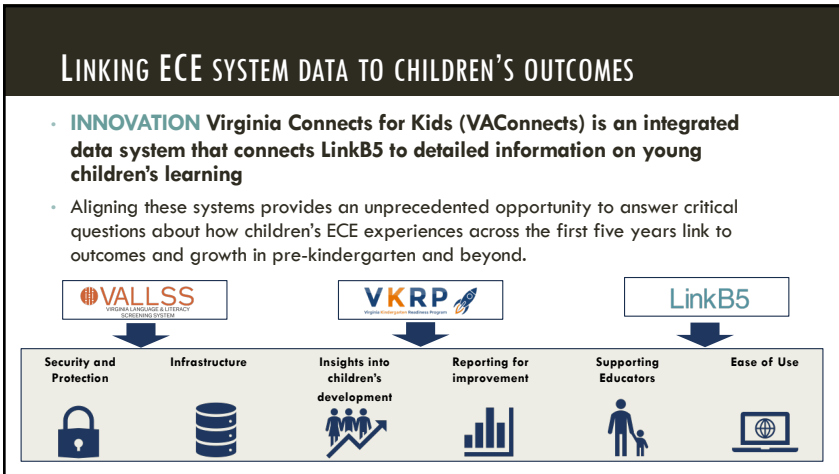 LINKING ECE SYSTEM DATA TO CHILDREN'S OUTCOMES
• INNOVATION Virginia Connects for Kids (VAConnects) is an integrated
data system that connects LinkB5 to detailed information on young
children's learning
• Aligning these systems provides an unprecedented opportunity to answer critical
questions about how children's ECE experiences across the first five years link to
outcomes and growth in pre-kindergarten and beyond.
VALLSS
VIRGINIA LANGUAGE & LITERACY
SCREENING SYSTEM
VKRP
Virginia Kindergarten Readiness Program
LinkB5
Security and
Protection
Infrastructure
Insights into
children's
development
Reporting for
improvement
Supporting
Educators
Ease of Use